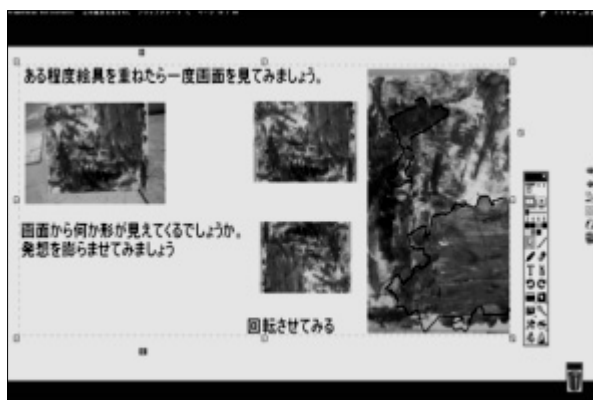 ある程度絵具を重ねたら一度画面を見てみましょう。
画面から何か形が見えてくるでしょうか。
発想を膨らませてみましょう
回転させてみる